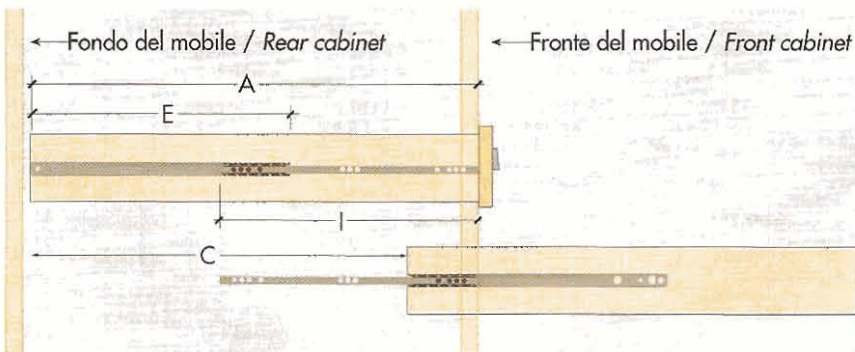 Fondo del mobile / Rear cabinet
Fronte del mobile / Front cabinet
A
E
I
C